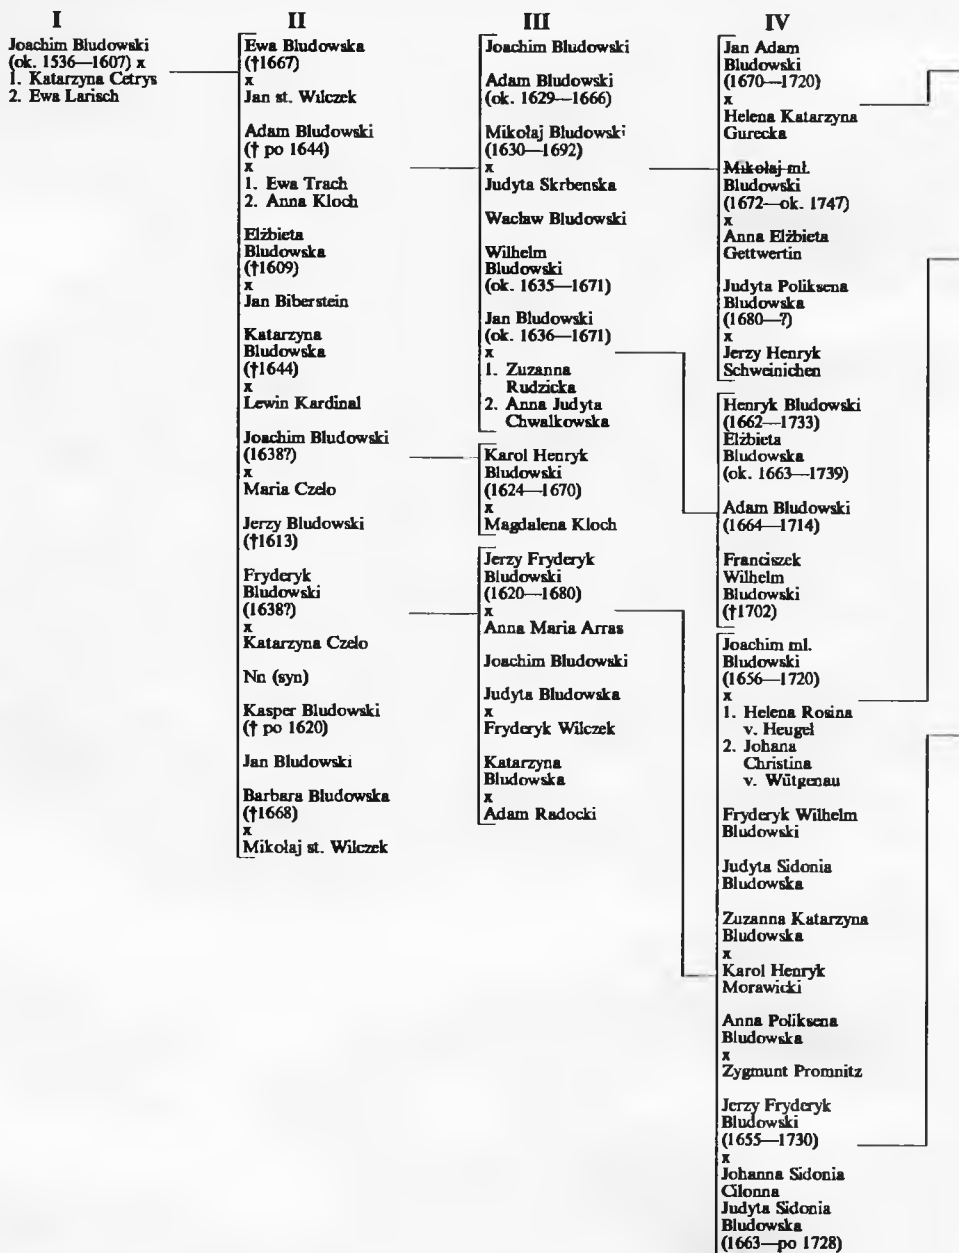 I
Joachim Bludowski
(ok. 1536—1607) x
1. Katarzyna Cetrys
2. Ewa Larisch
II
Ewa Bludowska
(†1667)
x
Jan st. Wilczek
Adam Bludowski
(† po 1644)
x
1. Ewa Trach
2. Anna Kloch
Elżbieta
Bludowska
(†1609)
x
Jan Biberstein
Katarzyna
Bludowska
(†1644)
x
Lewin Kardinal
Joachim Bludowski
(1638?)
x
Maria Czelo
Jerzy Bludowski
(†1613)
Fryderyk
Bludowski
(1638?)
x
Katarzyna Czelo
Nn (syn)
Kasper Bludowski
(† po 1620)
Jan Bludowski
Barbara Bludowska
(†1668)
x
Mikołaj st. Wilczek
III
Joachim Bludowski
Adam Bludowski
(ok. 1629—1666)
Mikołaj Bludowski
(1630—1692)
x
Judyta Skrbenska
Wacław Bludowski
Wilhelm
Bludowski
(ok. 1635—1671)
Jan Bludowski
(ok. 1636—1671)
x
1. Zuzanna
Rudzicka
2. Anna Judyta
Chwalkowska
Karol Henryk
Bludowski
(1624—1670)
x
Magdalena Kloch
Jerzy Fryderyk
Bludowski
(1620—1680)
x
Anna Maria Arras
Joachim Bludowski
Judyta Bludowska
x
Fryderyk Wilczek
Katarzyna
Bludowska
x
Adam Radocki
IV
Jan Adam
Bludowski
(1670—1720)
x
Helena Katarzyna
Gurecka
Mikołaj mł.
Bludowski
(1672—ok. 1747)
x
Anna Elżbieta
Gettwertin
Judyta Poliksena
Bludowska
(1680—?)
x
Jerzy Henryk
Schweinichen
Henryk Bludowski
(1662—1733)
Elżbieta
Bludowska
(ok. 1663—1739)
Adam Bludowski
(1664—1714)
Franciszek
Wilhelm
Bludowski
(†1702)
Joachim mł.
Bludowski
(1656—1720)
x
1. Helena Rosina
v. Heugel
2. Johana
Christina
v. Wütgenau
Fryderyk Wilhelm
Bludowski
Judyta Sidonia
Bludowska
Zuzanna Katarzyna
Bludowska
x
Karol Henryk
Morawicki
Anna Poliksena
Bludowska
x
Zygmunt Promnitz
Jerzy Fryderyk
Bludowski
(1655—1730)
x
Johanna Sidonia
Cilonna
Judyta Sidonia
Bludowska
(1663—po 1728)